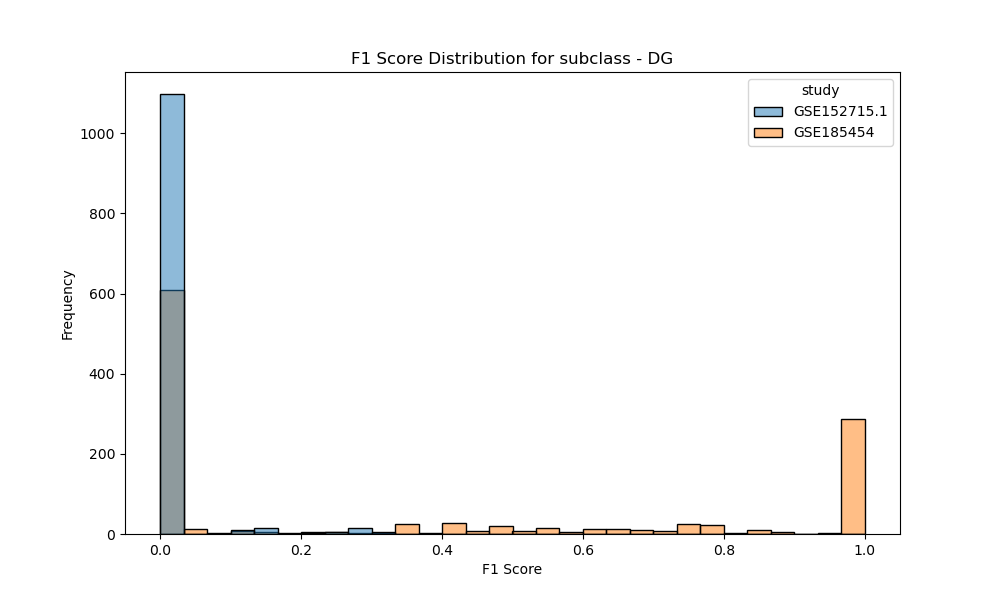 F1 Score Distribution for subclass - DG
study
GSE152715.1
GSE185454
Frequency
1000
800
600
400
200
0
0.0 0.2 0.4 0.6 0.8 1.0
F1 Score